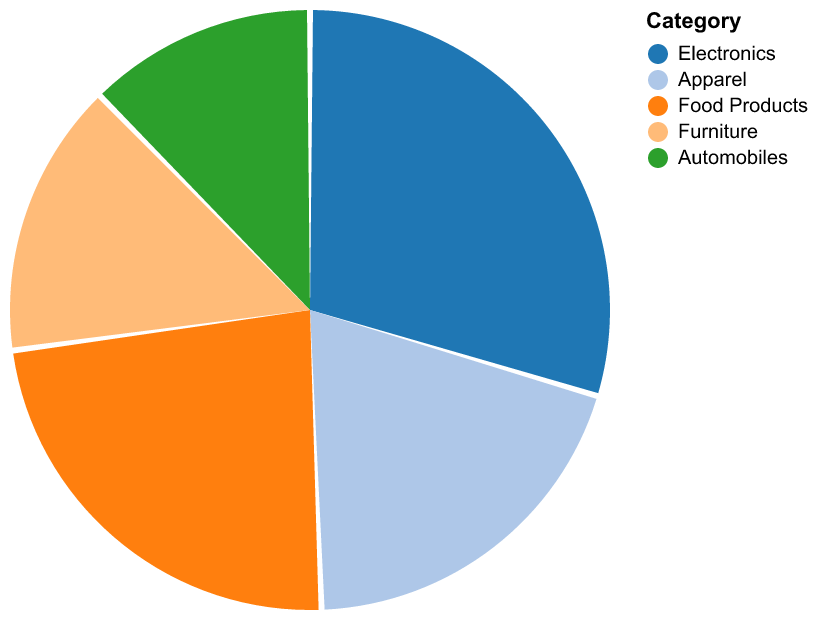 Category
Electronics
Apparel
Food Products
Furniture
Automobiles